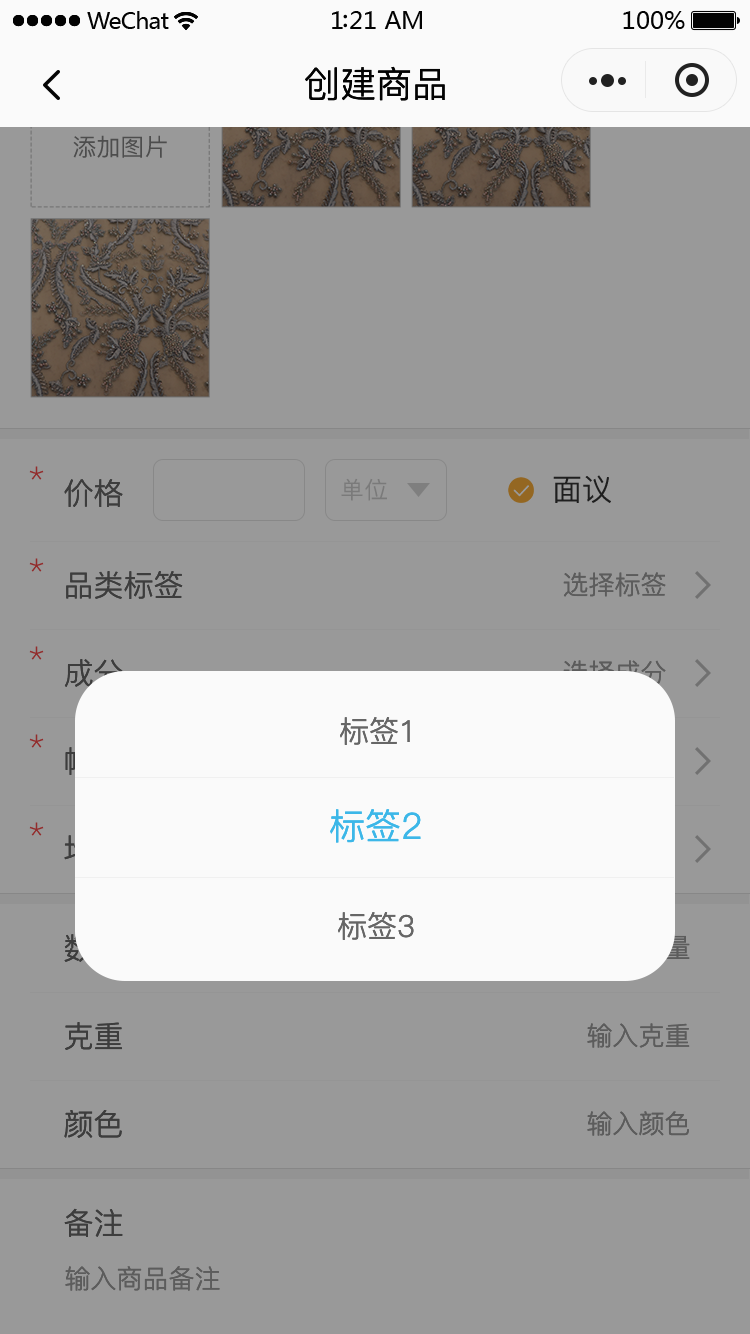 WeChat 1:21 AM 100%
创建商品
添加图片
* 价格 单位 面议
* 品类标签 选择标签
* 成分 选择成分
*
*
标签1
标签2
标签3
数 量
克重 输入克重
颜色 输入颜色
备注
输入商品备注